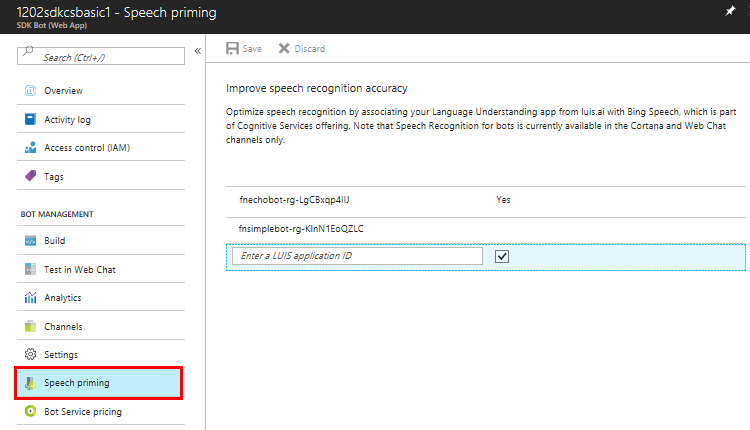 1202sdkcsbasic1 - Speech priming
SDK Bot (Web App)
Search (Ctrl+/)
«
Save
Discard
Overview
Activity log
Access control (IAM)
Tags
BOT MANAGEMENT
Build
Test in Web Chat
Analytics
Channels
Settings
Speech priming
Bot Service pricing
Improve speech recognition accuracy
Optimize speech recognition by associating your Language Understanding app from luis.ai with Bing Speech, which is part
of Cognitive Services offering. Note that Speech Recognition for bots is currently available in the Cortana and Web Chat
channels only.
fnechobot-rg-LgCBxqp4IIJ Yes
fnsimplebot-rg-KInN1EoQZLC
Enter a LUIS application ID